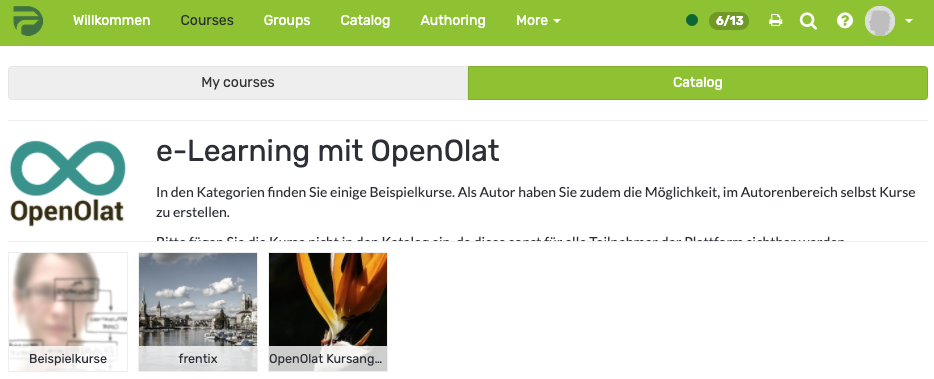 Willkommen Courses Groups Catalog Authoring More 6/13
My courses Catalog
e-Learning mit OpenOlat
OpenOlat
In den Kategorien finden Sie einige Beispielkurse. Als Autor haben Sie zudem die Möglichkeit, im Autorenbereich selbst Kurse
zu erstellen.
Bitte fügen Sie die Kurse nicht in den Katalog ein, da diese sonst für alle Teilnehmer der Plattform sichtbar werden.
Beispielkurse frentix OpenOlat Kursang...